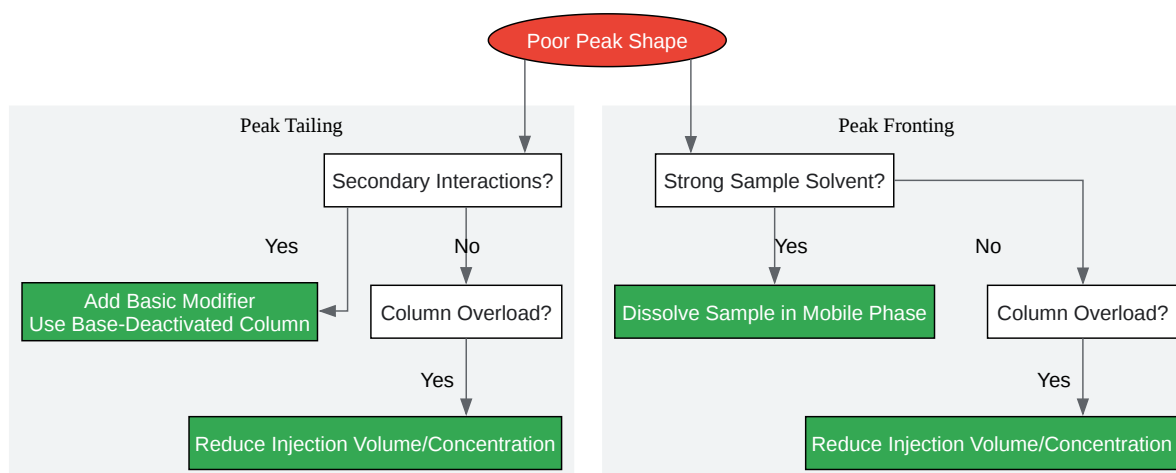 Poor Peak Shape
Peak Tailing
Secondary Interactions?
Yes
No
Add Basic Modifier
Use Base-Deactivated Column
Column Overload?
Yes
Reduce Injection Volume/Concentration
Peak Fronting
Strong Sample Solvent?
Yes
No
Dissolve Sample in Mobile Phase
Column Overload?
Yes
Reduce Injection Volume/Concentration